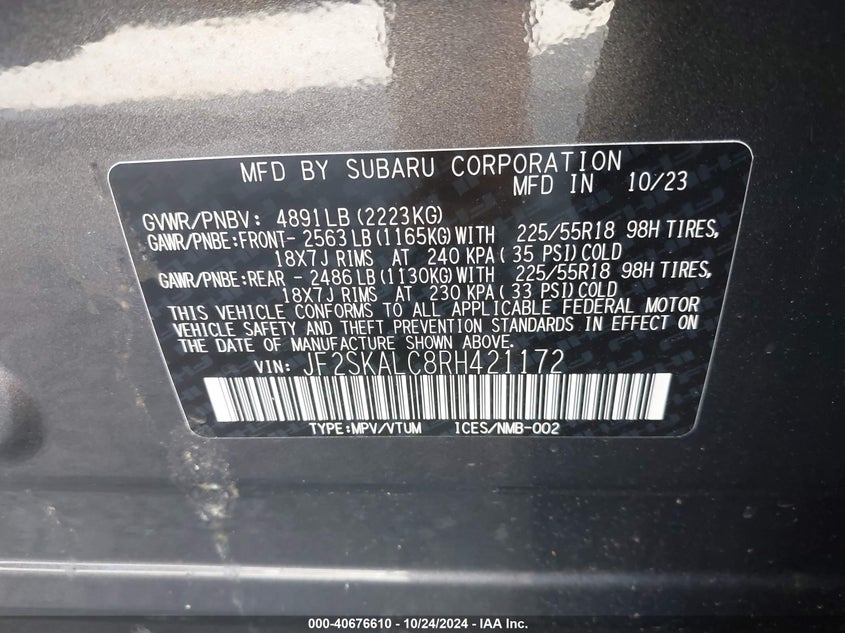 MFD BY SUBARU CORPORATION
MFD IN 10/23
GVWR/PNBV: 4891LB (2223KG)
GAWR/PNBE:FRONT- 2563LB (1165KG) WITH 225/55R18 98H TIRES,
18X7J RIMS AT 240 KPA (35 PSI) COLD
GAWR/PNBE:REAR - 2486LB (1130KG) WITH 225/55R18 98H TIRES,
18X7J RIMS AT 230 KPA (33 PSI) COLD
THIS VEHICLE CONFORMS TO ALL APPLICABLE FEDERAL MOTOR
VEHICLE SAFETY AND THEFT PREVENTION STANDARDS IN EFFECT ON
THE DATE OF MANUFACTURE SHOWN ABOVE.
VIN: JF2SKALC8RH421172
TYPE:MPV/VTUM ICES/NMB-002
000-40676610 - 10/24/2024 - IAA Inc.